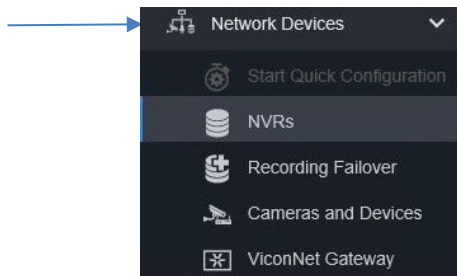 Network Devices
Start Quick Configuration
NVRs
Recording Failover
Cameras and Devices
ViconNet Gateway